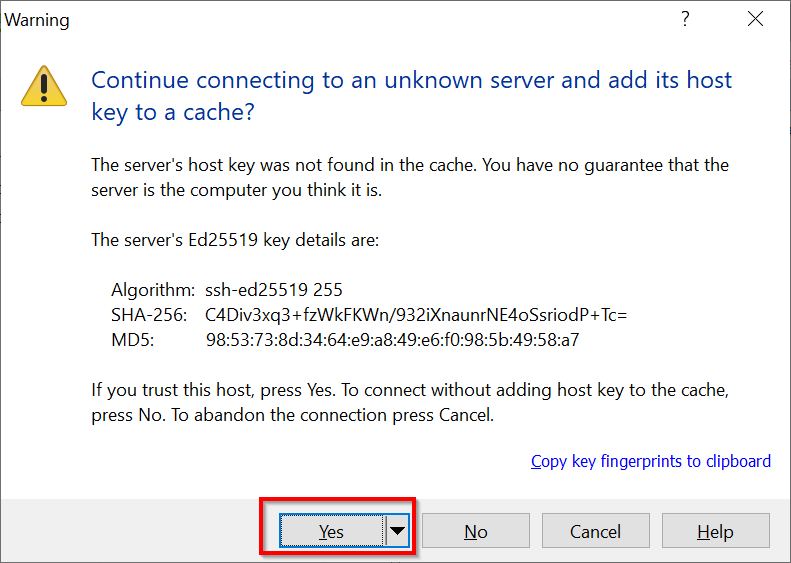 Warning
?
Continue connecting to an unknown server and add its host
key to a cache?
The server's host key was not found in the cache. You have no guarantee that the
server is the computer you think it is.
The server's Ed25519 key details are:
Algorithm: ssh-ed25519 255
SHA-256: C4Div3xq3+fzWkFKWn/932iXnaunrNE4oSsriodP+Tc=
MD5: 98:53:73:8d:34:64:e9:a8:49:e6:f0:98:5b:49:58:a7
If you trust this host, press Yes. To connect without adding host key to the cache,
press No. To abandon the connection press Cancel.
Copy key fingerprints to clipboard
Yes No Cancel Help